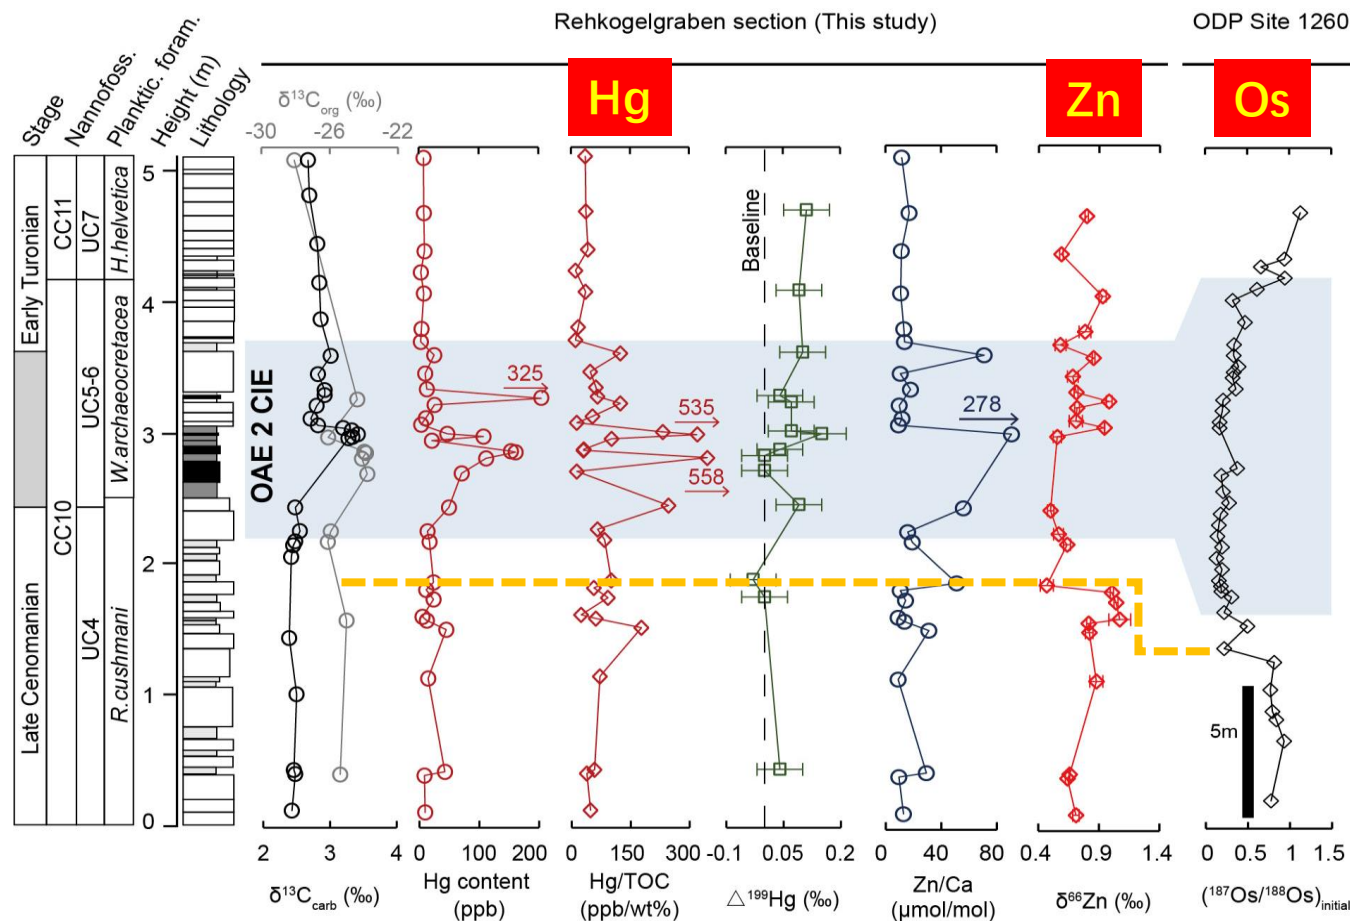 Rehkogelgraben section (This study)
ODP Site 1260
Hg
Zn
Os
Stage
Nannofoss.
Planktic. foram.
Height (m)
Lithology
δ¹³C_org (‰)
-30 -26 -22
Early Turonian
Late Cenomanian
CC11
CC10
UC7
UC5-6
UC4
H.helvetica
W.archaeocretacea
R.cushmani
5
4
3
2
1
0
OAE 2 CIE
325
535
558
Baseline
278
5m
2 3 4
0 100 200
0 150 300
-0.1 0.05 0.2
0 40 80
0.4 0.9 1.4
0 0.5 1.0 1.5
δ¹³C_carb (‰)
Hg content
(ppb)
Hg/TOC
(ppb/wt%)
△¹⁹⁹Hg (‰)
Zn/Ca
(μmol/mol)
δ⁶⁶Zn (‰)
(¹⁸⁷Os/¹⁸⁸Os)_initial